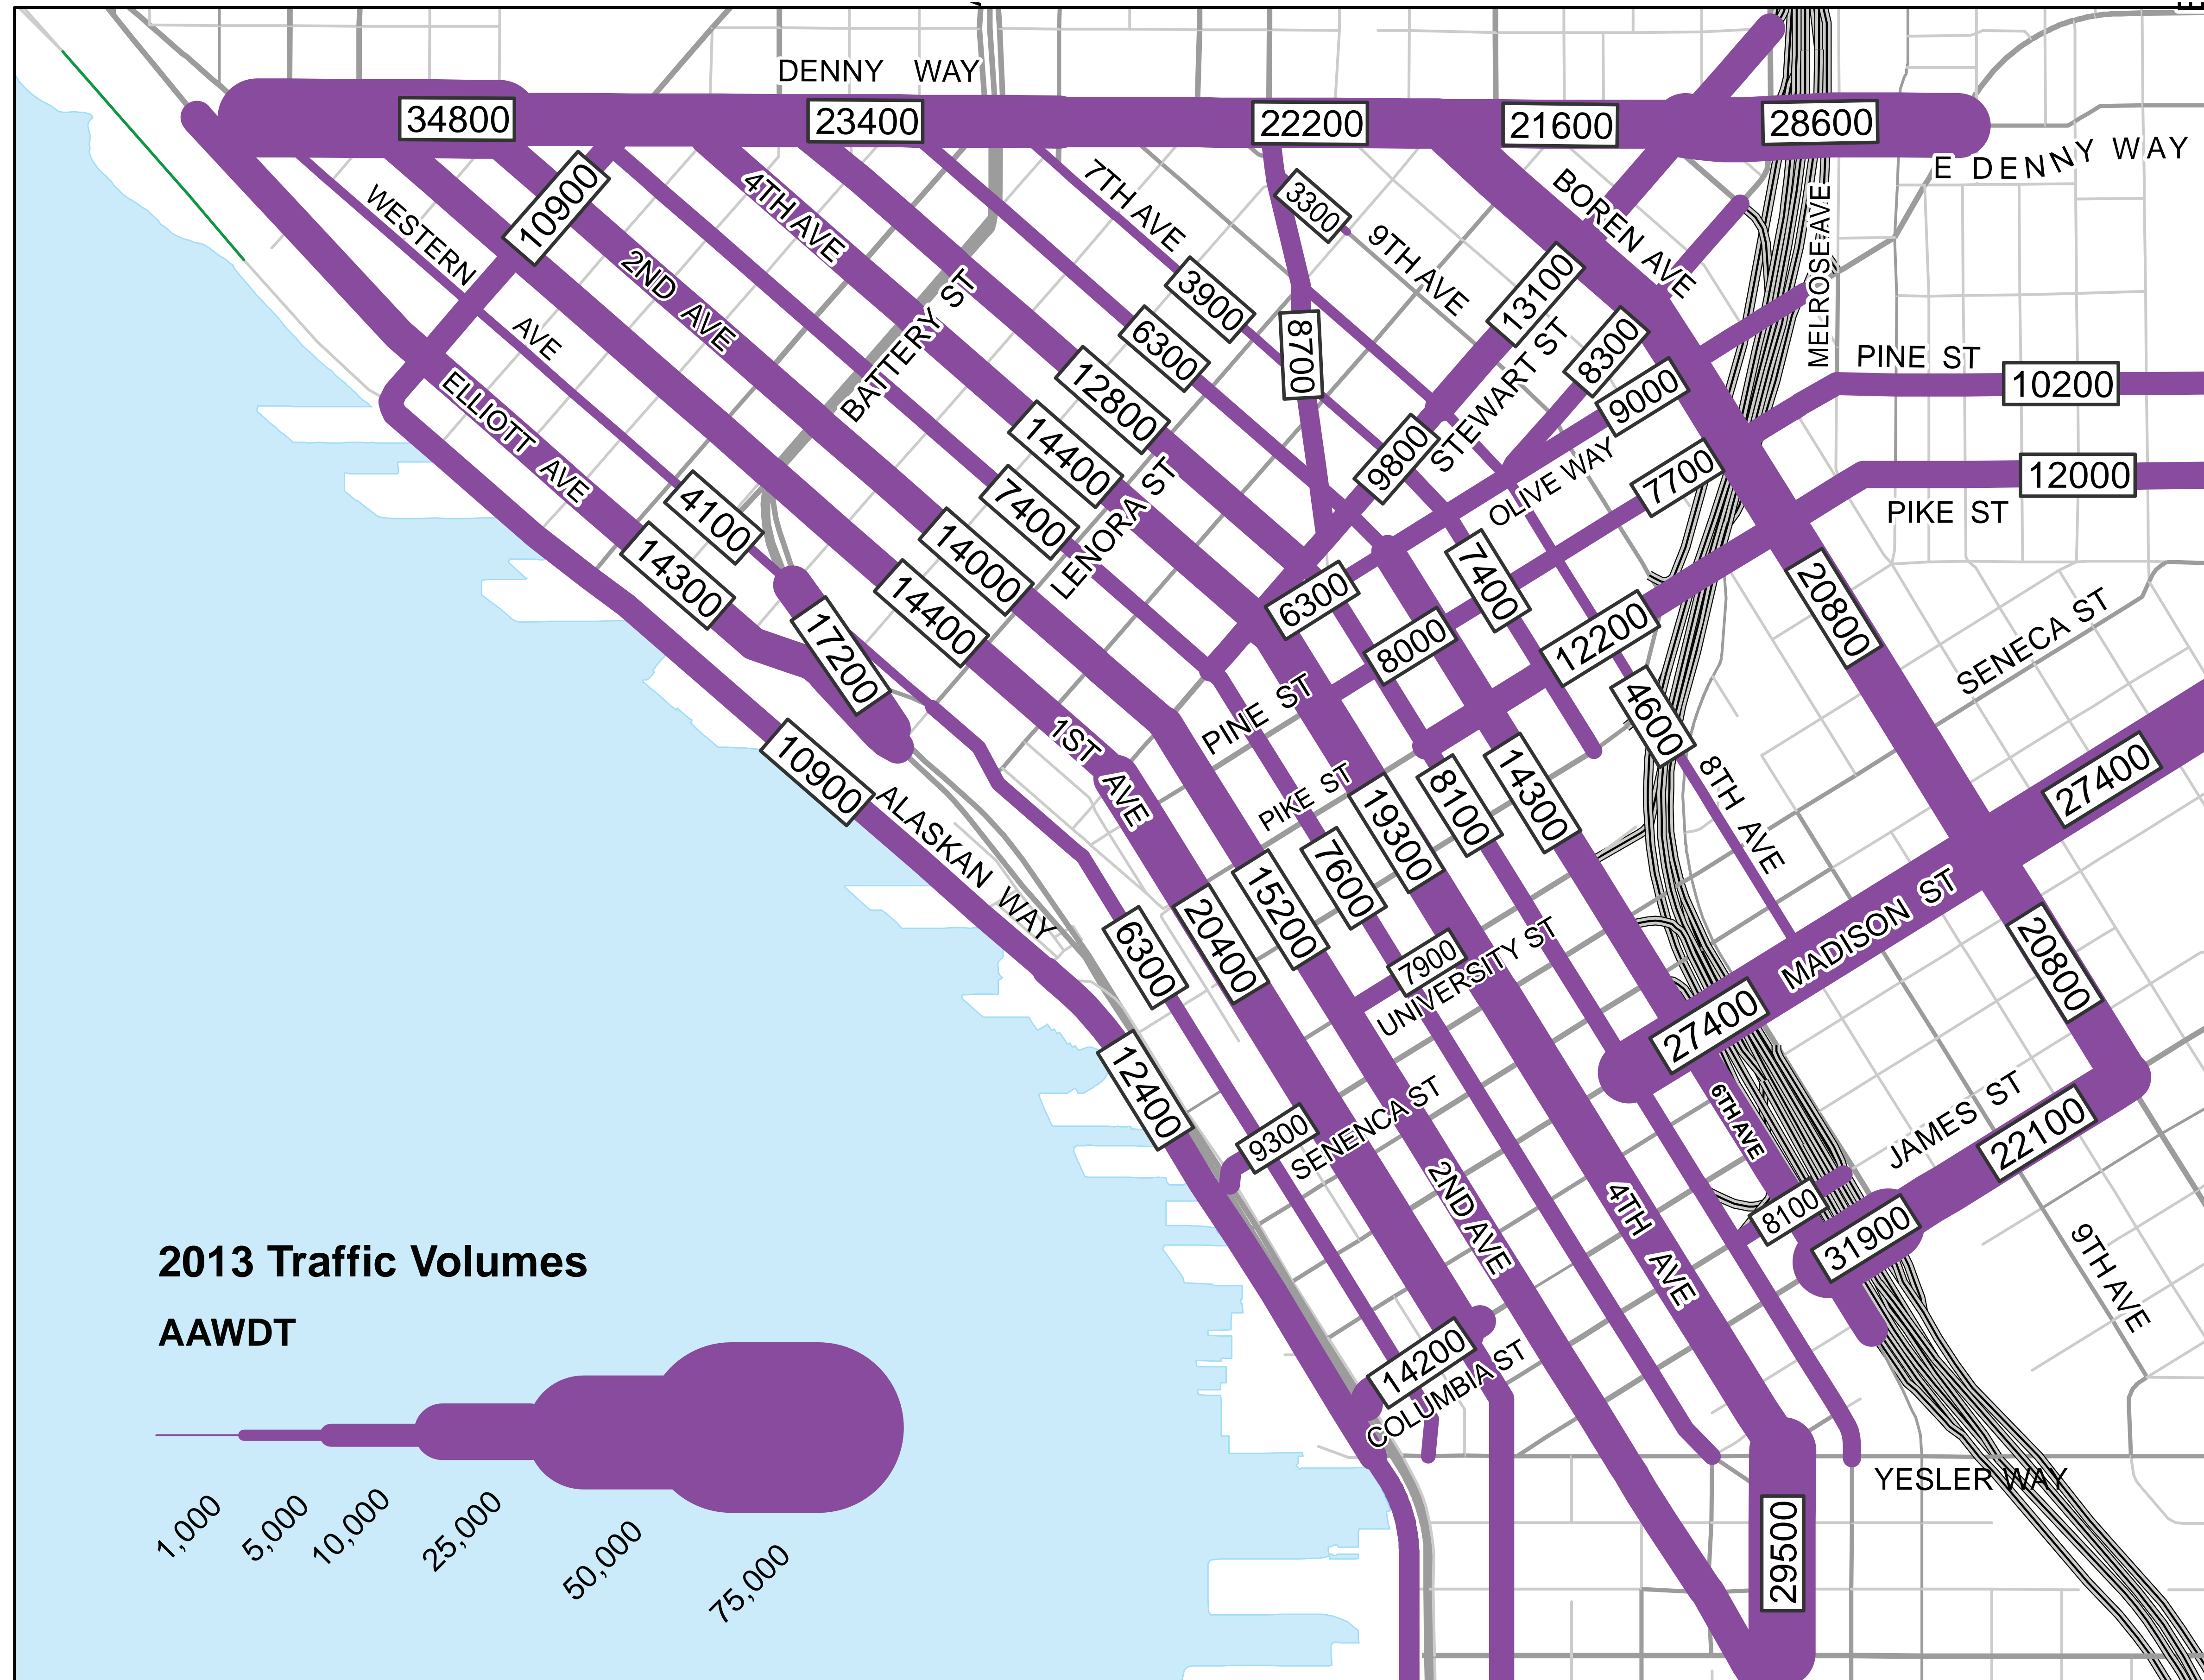 DENNY WAY
34800
23400
22200
21600
28600
E DENNY WAY
WESTERN
AVE
10900
4TH AVE
7TH AVE
3300
9TH AVE
BOREN AVE
MELROSE AVE
2ND AVE
BATTERY ST
3900
6300
8700
13100
STEWART ST
8300
9000
PINE ST
10200
ELLIOTT AVE
12800
14400
7400
LENORA ST
9800
OLIVE WAY
7700
12000
PIKE ST
4100
14300
14000
14400
17200
6300
7400
8000
12200
20800
SENECA ST
10900
ALASKAN WAY
1ST AVE
PINE ST
PIKE ST
4600
8TH AVE
27400
19300
8100
14300
7600
15200
20400
6300
7900
UNIVERSITY ST
MADISON ST
20800
27400
12400
9300
SENENCA ST
6TH AVE
JAMES ST
22100
2ND AVE
4TH AVE
8100
31900
9TH AVE
14200
COLUMBIA ST
YESLER WAY
29500
2013 Traffic Volumes
AAWDT
1,000
5,000
10,000
25,000
50,000
75,000